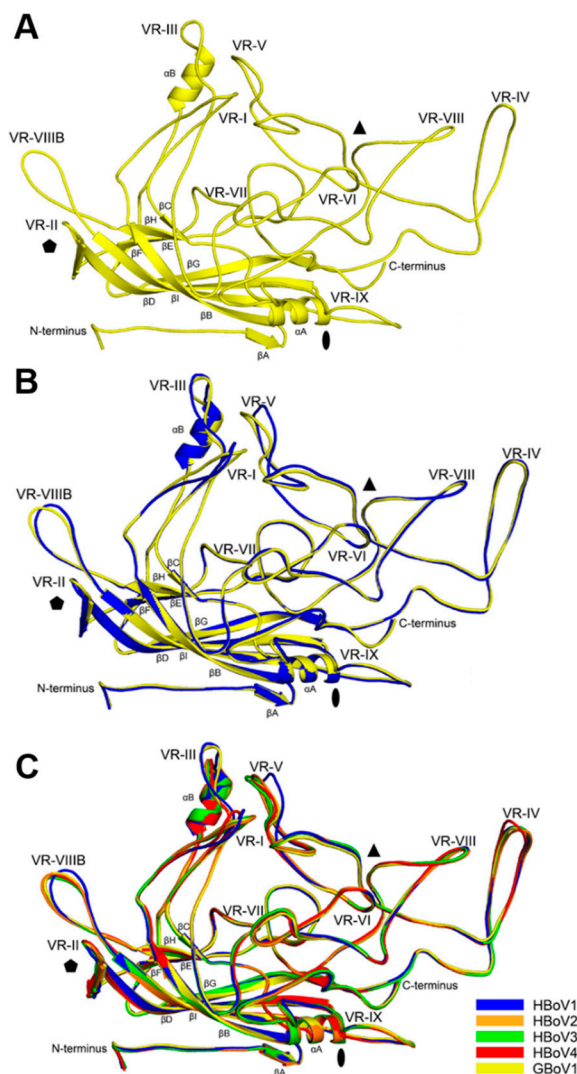 A
VR-III
VR-V
αB
VR-IV
VR-I
VR-VIII
VR-VIIIB
VR-VII
VR-VI
βC
VR-II
βH
βF
βE
βG
C-terminus
βD
βI
βB
VR-IX
N-terminus
αA
βA
B
VR-III
VR-V
αB
VR-IV
VR-I
VR-VIII
VR-VIIIB
VR-VII
VR-VI
βC
VR-II
βH
βF
βE
βG
C-terminus
βD
βI
βB
VR-IX
N-terminus
αA
βA
C
VR-III
VR-V
αB
VR-IV
VR-I
VR-VIII
VR-VIIIB
VR-VII
VR-VI
βC
VR-II
βH
βF
βE
βG
C-terminus
βD
βI
βB
VR-IX
N-terminus
αA
βA
HBoV1
HBoV2
HBoV3
HBoV4
GBoV1